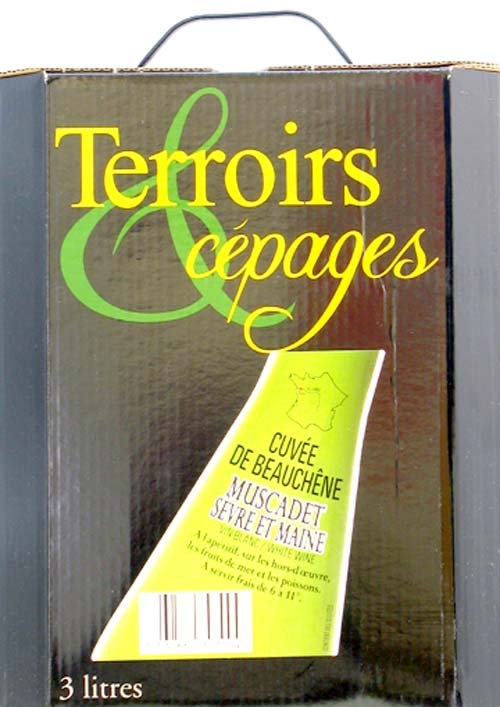 Terroirs
&
cépages
CUVÉE
DE BEAUCHÊNE
MUSCADET
SÈVRE ET MAINE
VIN BLANC / WHITE WINE
A l'apéritif, sur les hors-d'œuvre,
les fruits de mer et les poissons.
A servir frais de 6 à 11°.
3 litres